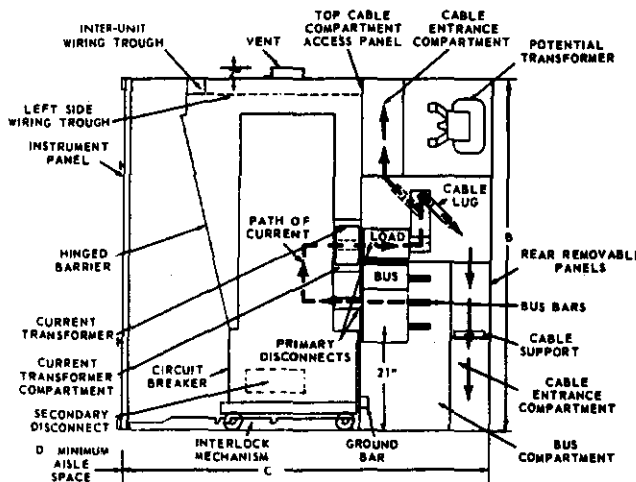 INTER-UNIT
WIRING TROUGH
VENT
TOP CABLE
COMPARTMENT
ACCESS PANEL
CABLE
ENTRANCE
COMPARTMENT
POTENTIAL
TRANSFORMER
LEFT SIDE
WIRING TROUGH
INSTRUMENT
PANEL
HINGED
BARRIER
PATH OF
CURRENT
LOAD
CABLE
LUG
B
REAR REMOVABLE
PANELS
BUS
BUS BARS
CURRENT
TRANSFORMER
PRIMARY
DISCONNECTS
CABLE
SUPPORT
CURRENT
TRANSFORMER
COMPARTMENT
CIRCUIT
BREAKER
21"
CABLE
ENTRANCE
COMPARTMENT
SECONDARY
DISCONNECT
D MINIMUM
AISLE
SPACE
INTERLOCK
MECHANISM
GROUND
BAR
BUS
COMPARTMENT
C